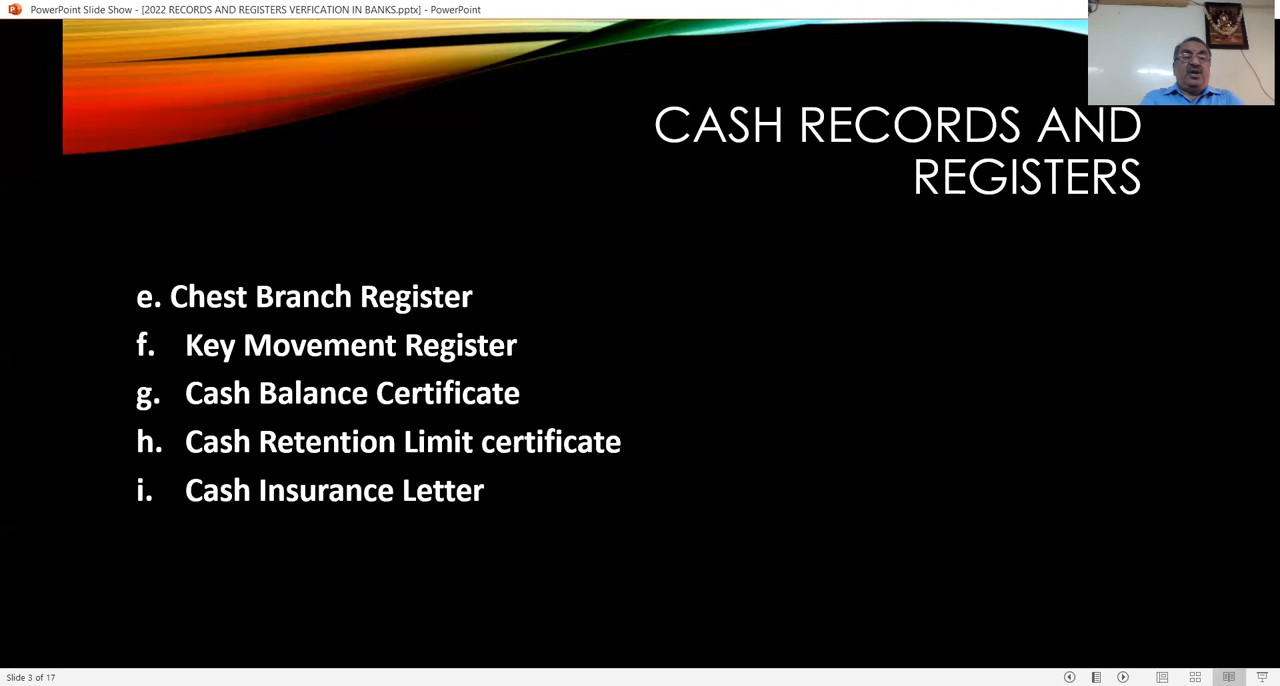 PowerPoint Slide Show - [2022 RECORDS AND REGISTERS VERFICATION IN BANKS.pptx] - PowerPoint
CASH RECORDS AND
REGISTERS
e. Chest Branch Register
f. Key Movement Register
g. Cash Balance Certificate
h. Cash Retention Limit certificate
i. Cash Insurance Letter
Slide 3 of 17